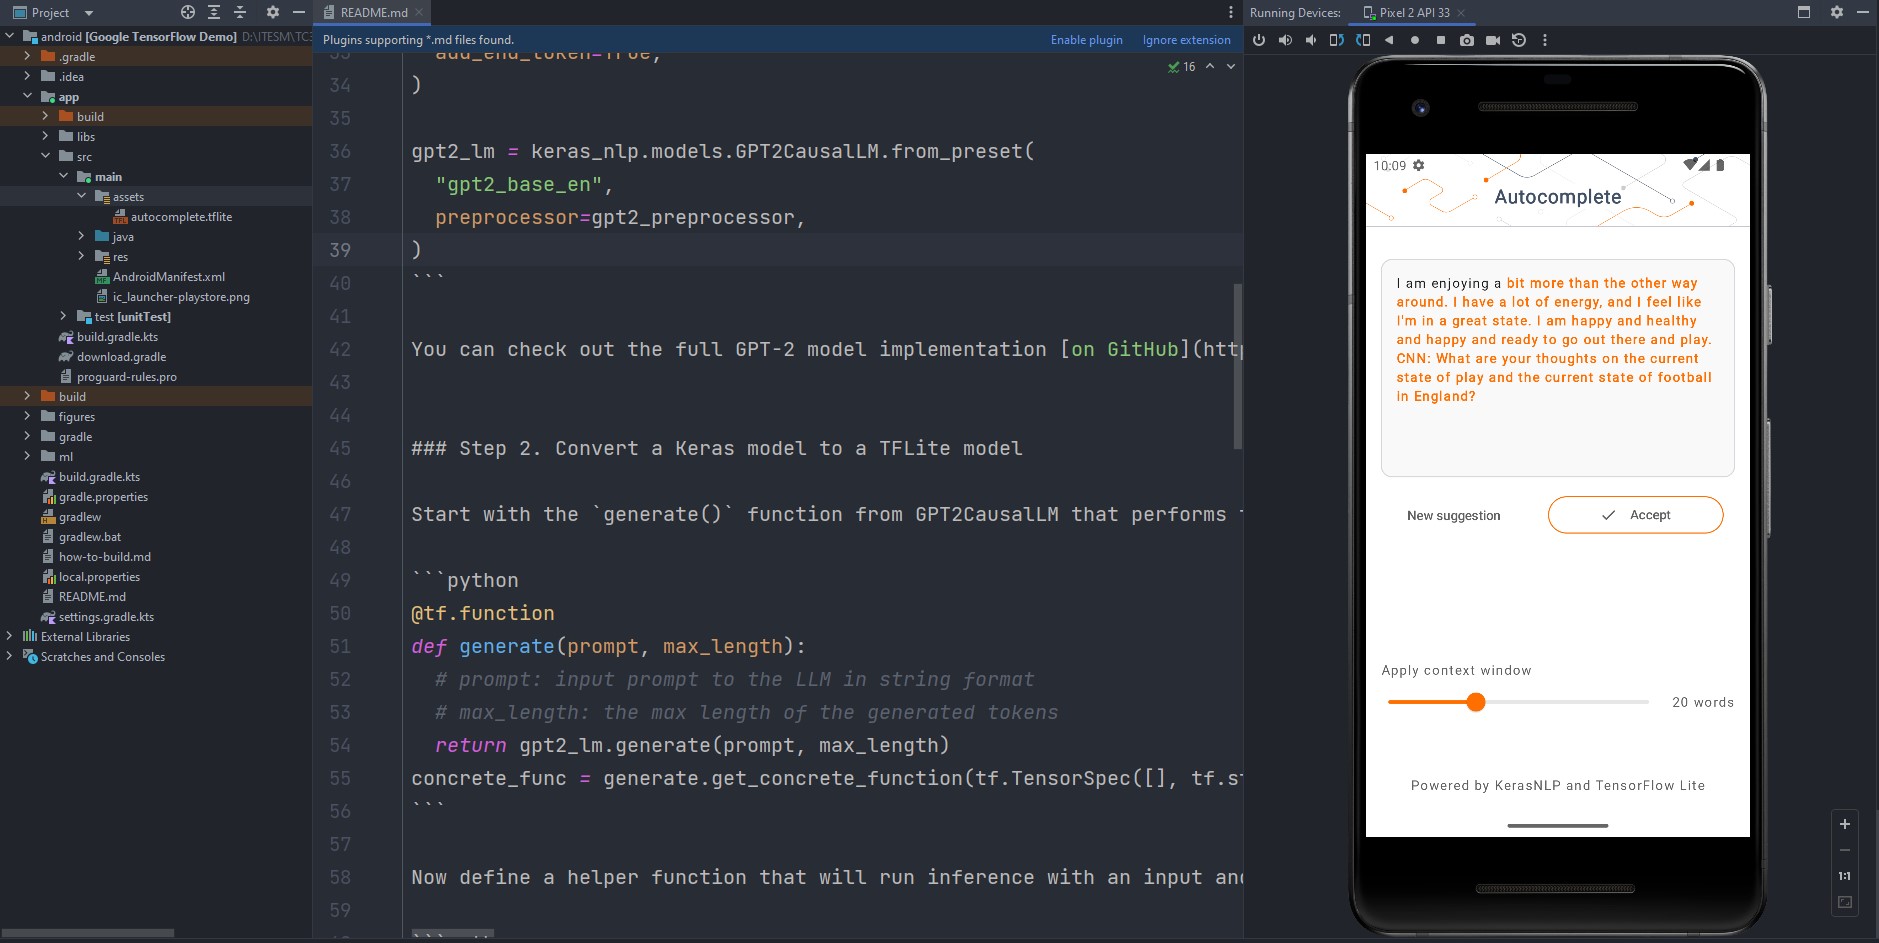 Project
android [Google TensorFlow Demo] D:\ITESM\TC3
.gradle
.idea
app
build
libs
src
main
assets
autocomplete.tflite
java
res
AndroidManifest.xml
ic_launcher-playstore.png
test [unitTest]
build.gradle.kts
download.gradle
proguard-rules.pro
build
figures
gradle
ml
build.gradle.kts
gradle.properties
gradlew
gradlew.bat
how-to-build.md
local.properties
README.md
settings.gradle.kts
External Libraries
Scratches and Consoles
README.md
Plugins supporting *.md files found.
Enable plugin Ignore extension
16
33 add_end_token=True,
34 )
35
36 gpt2_lm = keras_nlp.models.GPT2CausalLM.from_preset(
37 "gpt2_base_en",
38 preprocessor=gpt2_preprocessor,
39 )
40 ```
41
42 You can check out the full GPT-2 model implementation [on GitHub](htt
43
44
45 ### Step 2. Convert a Keras model to a TFLite model
46
47 Start with the `generate()` function from GPT2CausalLM that performs
48
49 ```python
50 @tf.function
51 def generate(prompt, max_length):
52 # prompt: input prompt to the LLM in string format
53 # max_length: the max length of the generated tokens
54 return gpt2_lm.generate(prompt, max_length)
55 concrete_func = generate.get_concrete_function(tf.TensorSpec([], tf.s
56 ```
57
58 Now define a helper function that will run inference with an input and
59
Running Devices: Pixel 2 API 33
10:09
Autocomplete
I am enjoying a bit more than the other way
around. I have a lot of energy, and I feel like
I'm in a great state. I am happy and healthy
and happy and ready to go out there and play.
CNN: What are your thoughts on the current
state of play and the current state of football
in England?
New suggestion Accept
Apply context window
20 words
Powered by KerasNLP and TensorFlow Lite
1:1